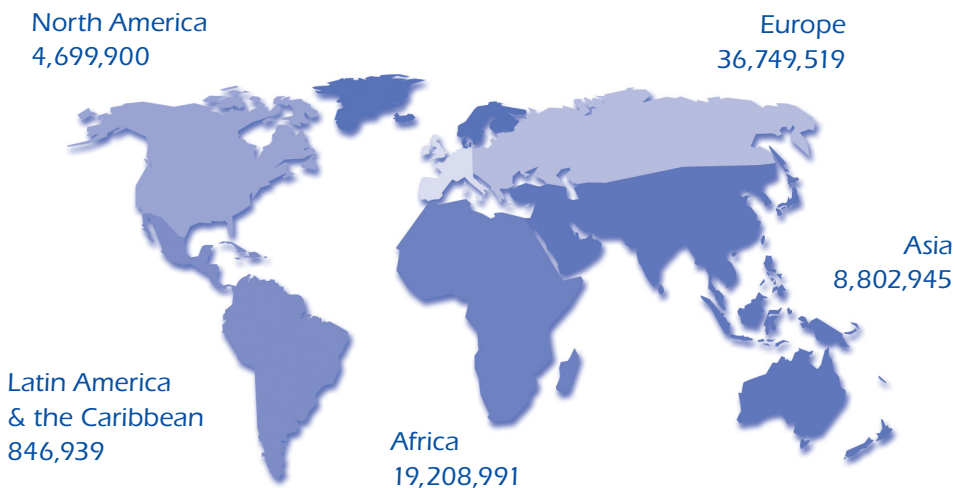 North America
4,699,900
Europe
36,749,519
Asia
8,802,945
Latin America
& the Caribbean
846,939
Africa
19,208,991